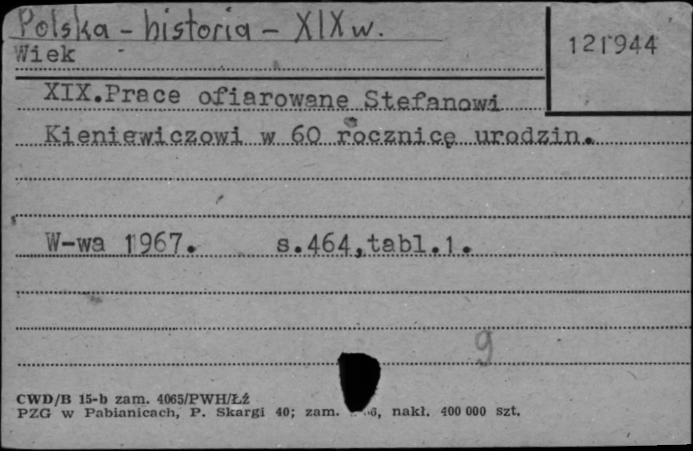 Polska - historia - XIX w.
121944
Wiek
XIX.Prace ofiarowane Stefanowi
Kieniewiczowi w 60 rocznicę urodzin.
W-wa 1967. s.464,tabl.1.
9
CWD/B 15-b zam. 4065/PWH/ŁŹ
PZG w Pabianicach, P. Skargi 40; zam. nakł. 400 000 szt.